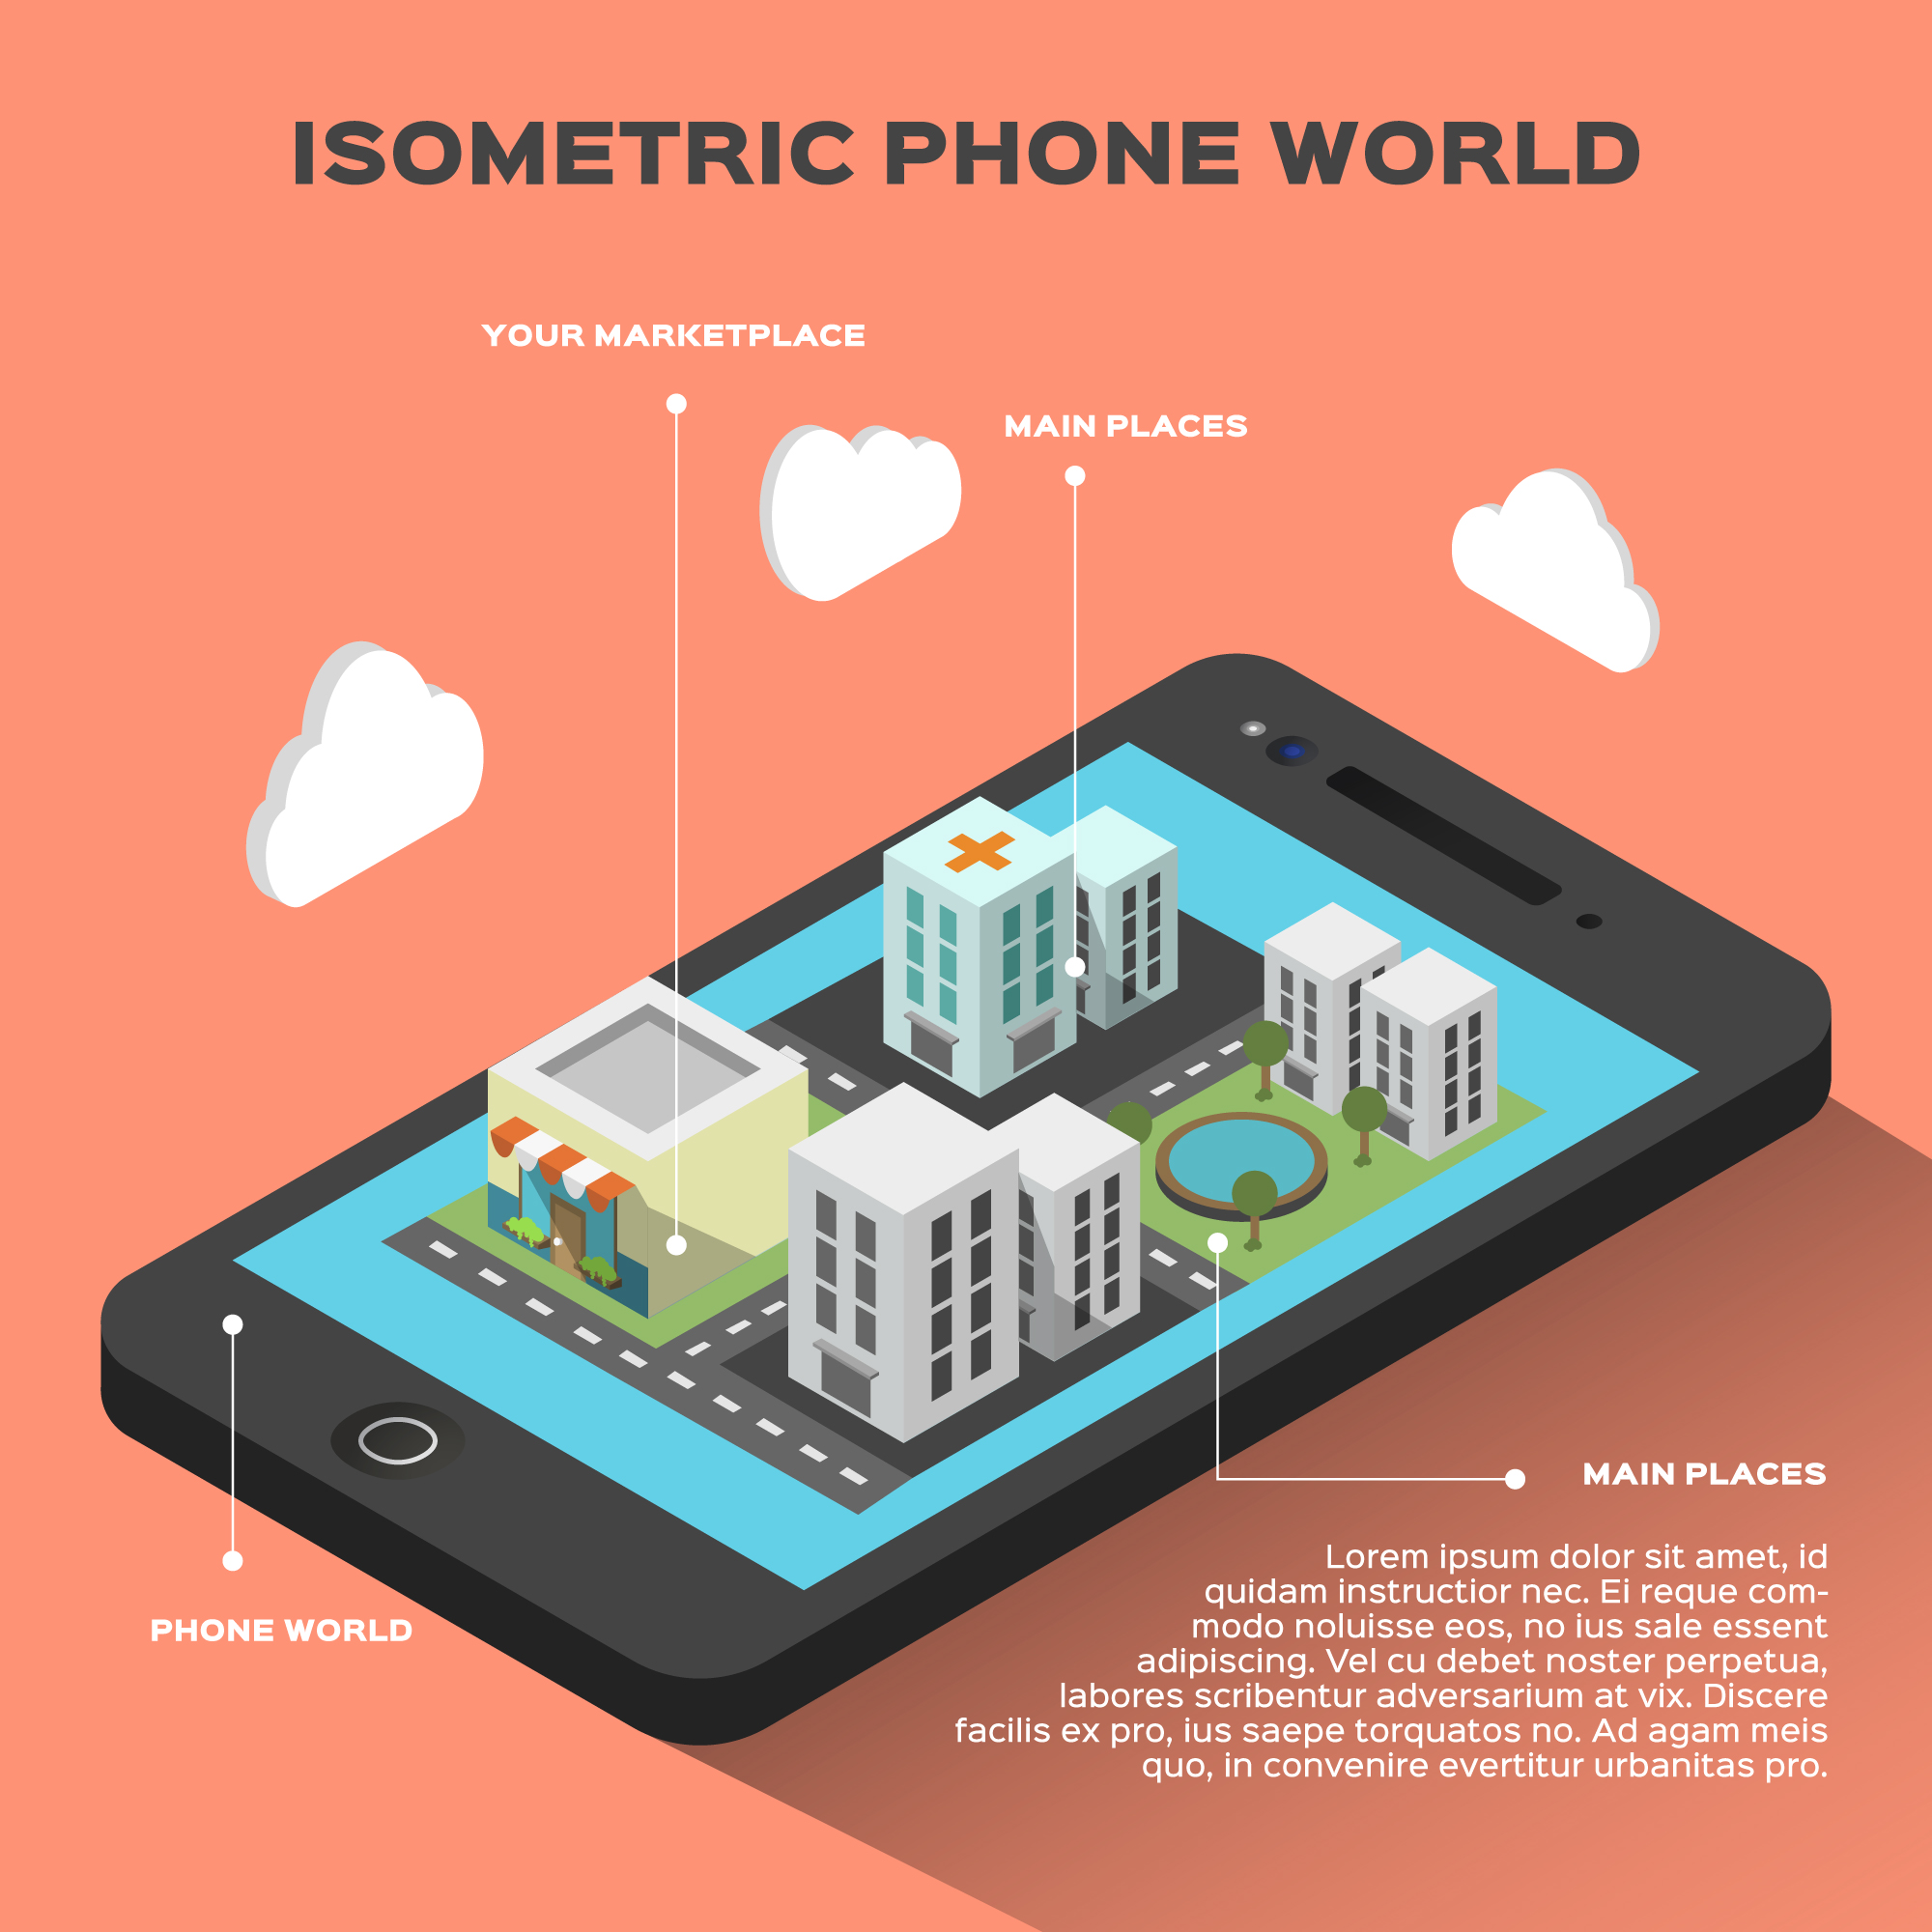 ISOMETRIC PHONE WORLD
YOUR MARKETPLACE
MAIN PLACES
MAIN PLACES
Lorem ipsum dolor sit amet, id
quidam instructior nec. Ei reque com-
modo noluisse eos, no ius sale essent
adipiscing. Vel cu debet noster perpetua,
labores scribentur adversarium at vix. Discere
facilis ex pro, ius saepe torquatos no. Ad agam meis
quo, in convenire evertitur urbanitas pro.
PHONE WORLD